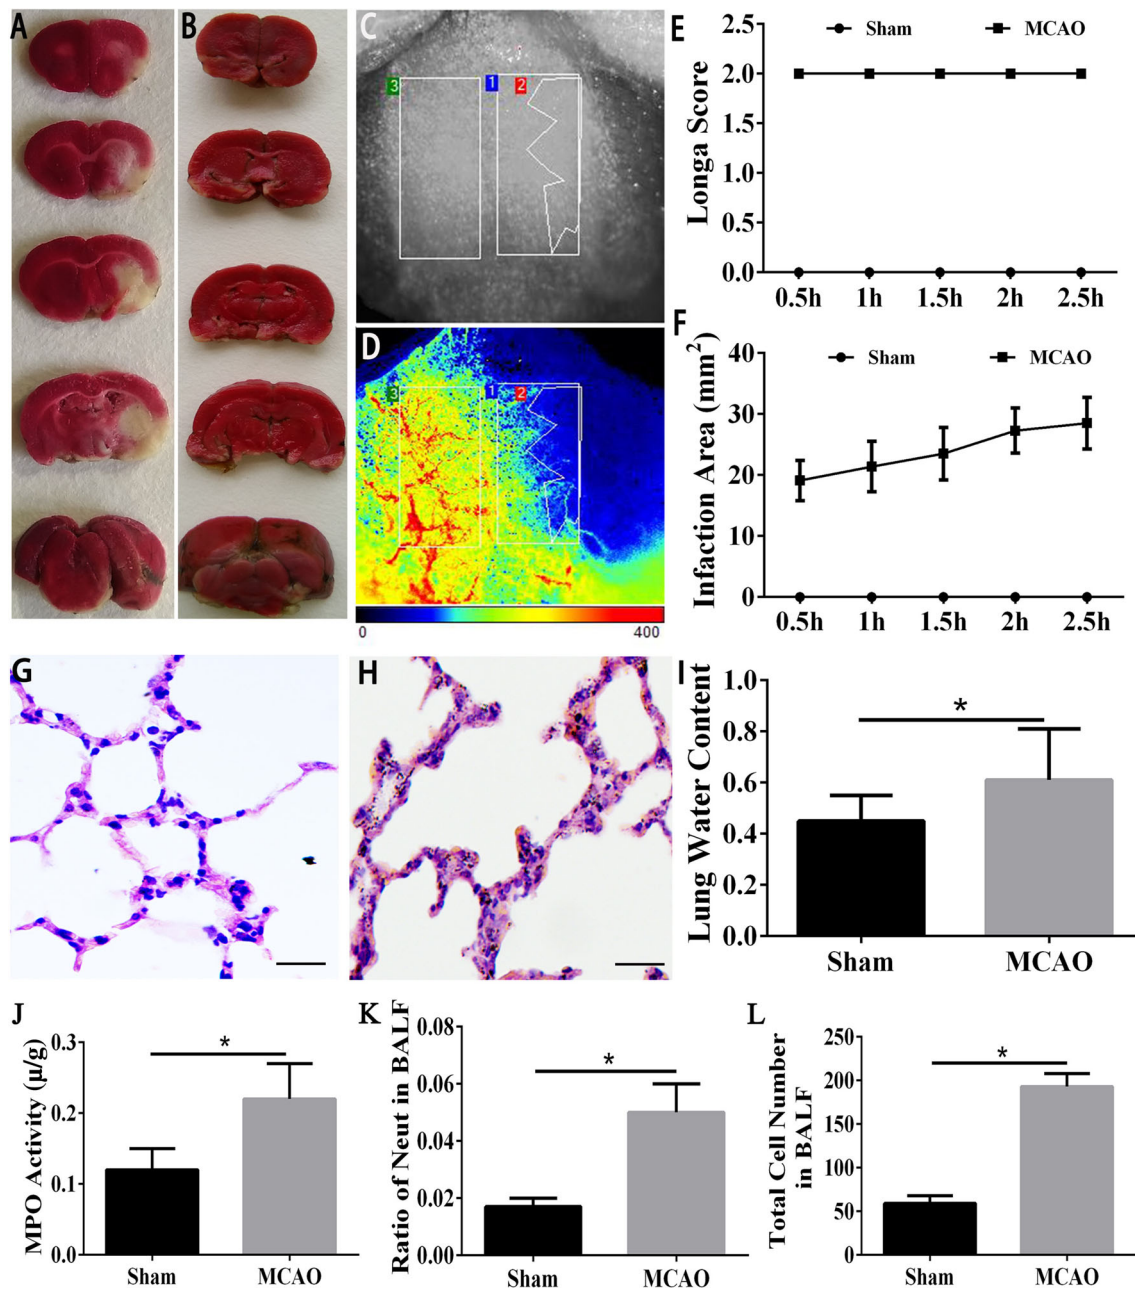 A
B
C
3
1
2
D
3
1
2
0
400
E
Sham
MCAO
Longa Score
2.5
2.0
1.5
1.0
0.5
0.0
0.5h
1h
1.5h
2h
2.5h
F
Sham
MCAO
Infaction Area (mm²)
40
30
20
10
0
0.5h
1h
1.5h
2h
2.5h
G
H
I
Lung Water Content
1.0
0.8
0.6
0.4
0.2
0.0
*
Sham
MCAO
J
MPO Activity (µ/g)
0.3
0.2
0.1
0.0
*
Sham
MCAO
K
Ratio of Neut in BALF
0.08
0.06
0.04
0.02
0.00
*
Sham
MCAO
L
Total Cell Number
in BALF
250
200
150
100
50
0
*
Sham
MCAO